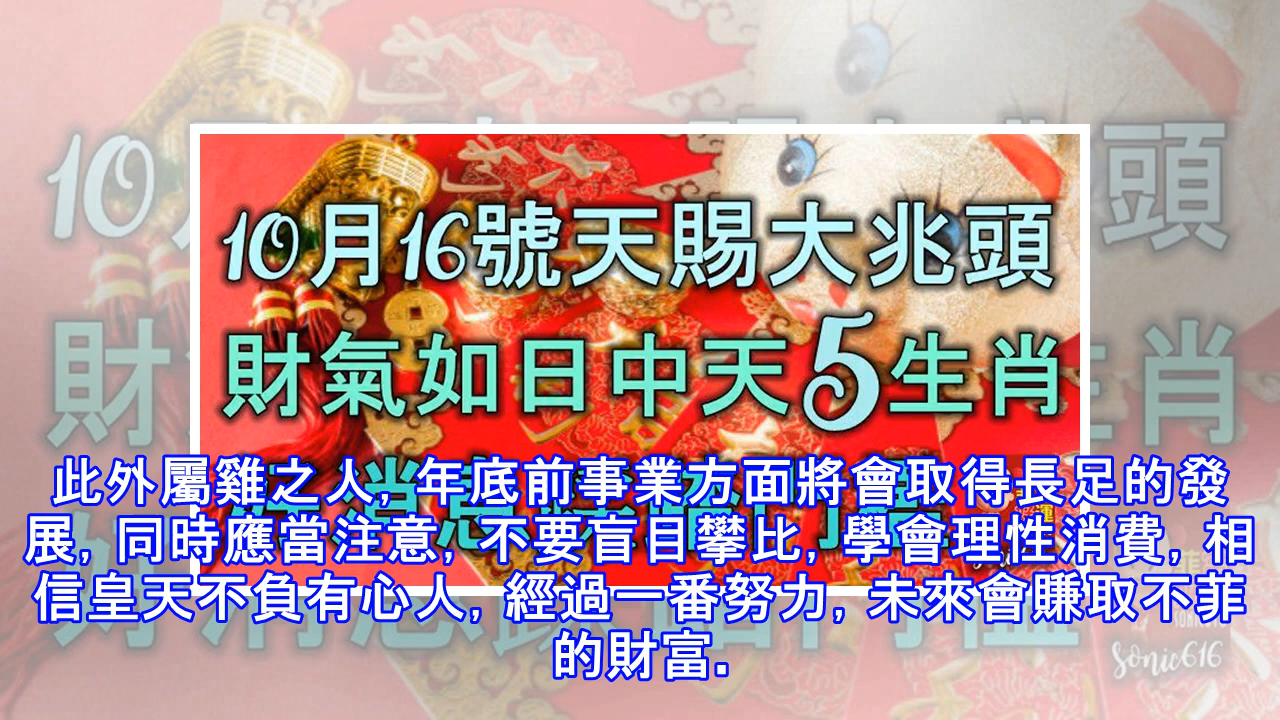 10月16號天賜大兆頭
財氣如日中天5生肖
此外屬雞之人, 年底前事業方面將會取得長足的發
展, 同時應當注意, 不要盲目攀比, 學會理性消費, 相
信皇天不負有心人, 經過一番努力, 未來會賺取不菲
的財富.
Sonic616